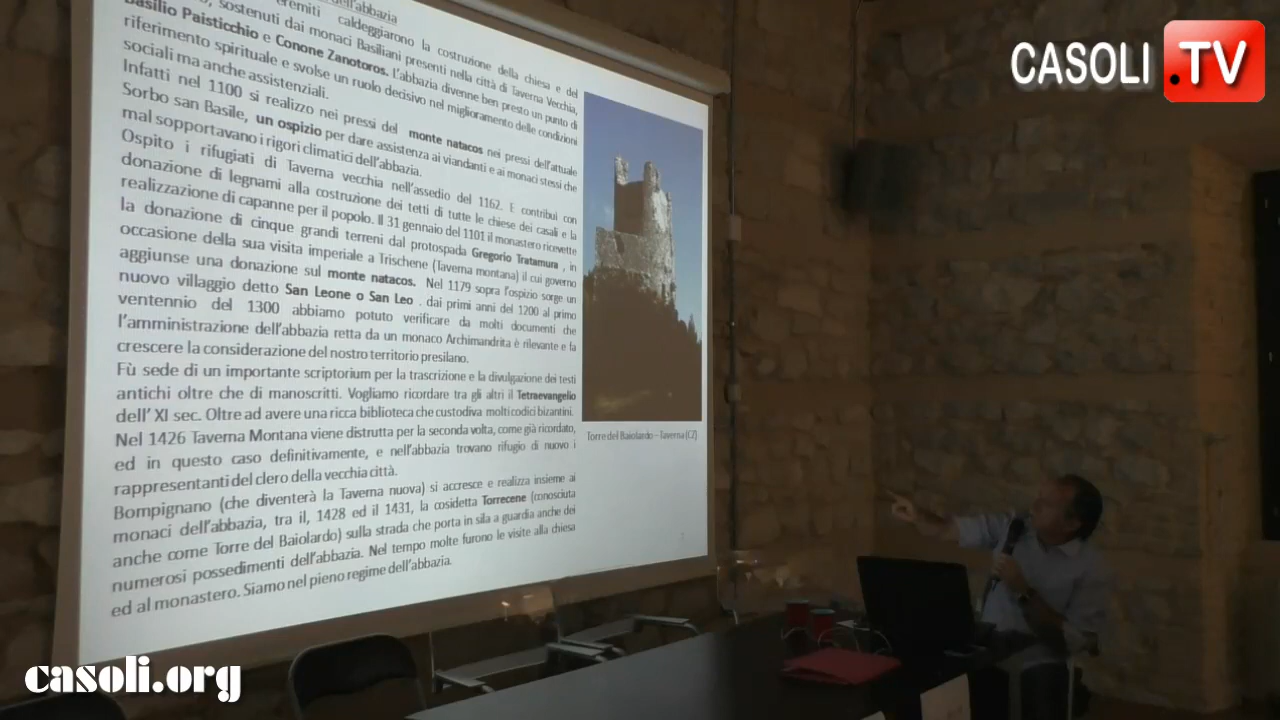 dell'abbazia
eremiti caldeggiarono la costruzione della chiesa e del
sostenuti dai monaci Basiliani presenti nella città di Taverna Vecchia,
Basilio Paisticchio e Conone Zanotoros. L'abbazia divenne ben presto un punto di
riferimento spirituale e svolse un ruolo decisivo nel miglioramento delle condizioni
sociali ma anche assistenziali.
Infatti nel 1100 si realizzo nei pressi del monte natacos nei pressi dell'attuale
Sorbo san Basile, un ospizio per dare assistenza ai viandanti e ai monaci stessi che
mal sopportavano i rigori climatici dell'abbazia.
Ospito i rifugiati di Taverna vecchia nell'assedio del 1162. E contribui con
donazione di legnami alla costruzione dei tetti di tutte le chiese dei casali e la
realizzazione di capanne per il popolo. Il 31 gennaio del 1101 il monastero ricevette
la donazione di cinque grandi terreni dal protospada Gregorio Tratamura , in
occasione della sua visita imperiale a Trischene (Taverna montana) il cui governo
aggiunse una donazione sul monte natacos. Nel 1179 sopra l'ospizio sorge un
nuovo villaggio detto San Leone o San Leo . dai primi anni del 1200 al primo
ventennio del 1300 abbiamo potuto verificare da molti documenti che
l'amministrazione dell'abbazia retta da un monaco Archimandrita è rilevante e fa
crescere la considerazione del nostro territorio presilano.
Fù sede di un importante scriptorium per la trascrizione e la divulgazione dei testi
antichi oltre che di manoscritti. Vogliamo ricordare tra gli altri il Tetraevangelio
dell' XI sec. Oltre ad avere una ricca biblioteca che custodiva molti codici bizantini.
Nel 1426 Taverna Montana viene distrutta per la seconda volta, come già ricordato,
ed in questo caso definitivamente, e nell'abbazia trovano rifugio di nuovo i
rappresentanti del clero della vecchia città.
Bompignano (che diventerà la Taverna nuova) si accresce e realizza insieme ai
monaci dell'abbazia, tra il, 1428 ed il 1431, la cosidetta Torrecene (conosciuta
anche come Torre del Baiolardo) sulla strada che porta in sila a guardia anche dei
numerosi possedimenti dell'abbazia. Nel tempo molte furono le visite alla chiesa
ed al monastero. Siamo nel pieno regime dell'abbazia.
Torre del Baiolardo – Taverna (CZ)
CASOLI .TV
casoli.org